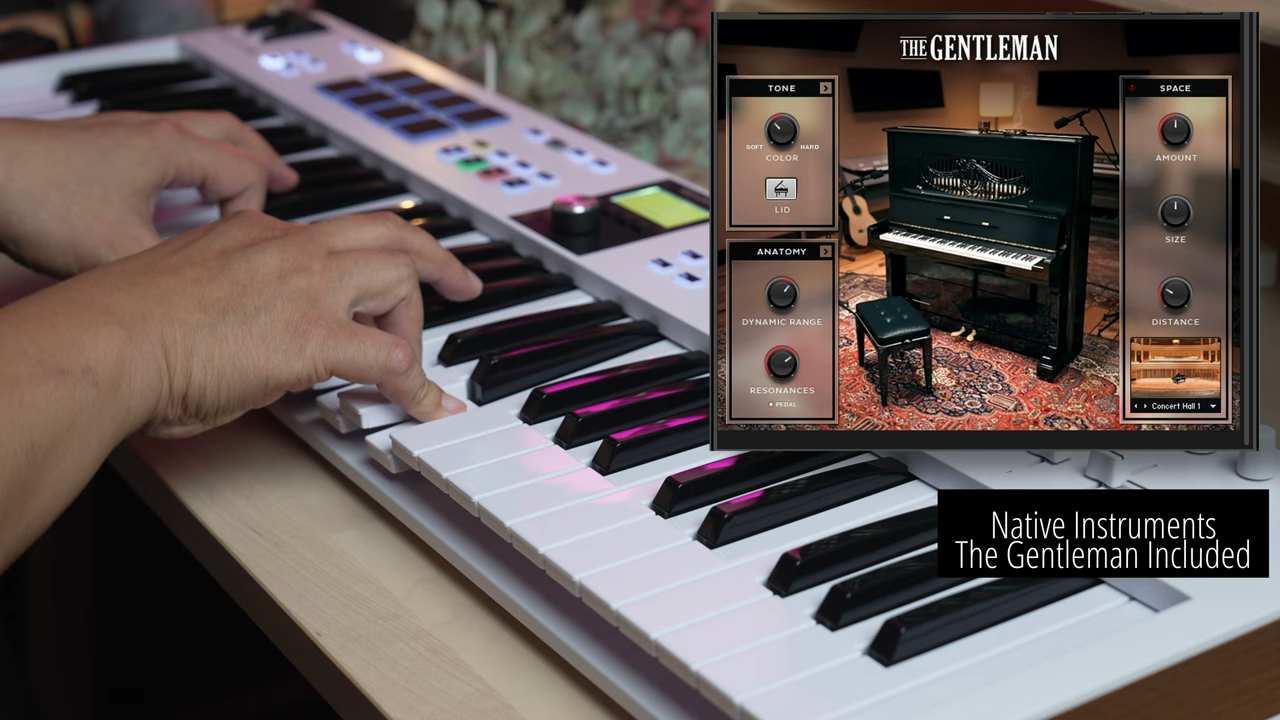 THE GENTLEMAN
TONE
SOFT HARD
COLOR
LID
ANATOMY
DYNAMIC RANGE
RESONANCES
PEDAL
SPACE
AMOUNT
SIZE
DISTANCE
Concert Hall 1
Native Instruments
The Gentleman Included